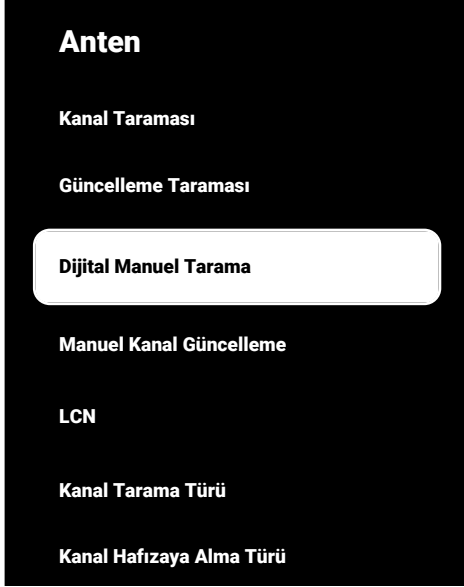 Anten
Kanal Taraması
Güncelleme Taraması
Dijital Manuel Tarama
Manuel Kanal Güncelleme
LCN
Kanal Tarama Türü
Kanal Hafızaya Alma Türü